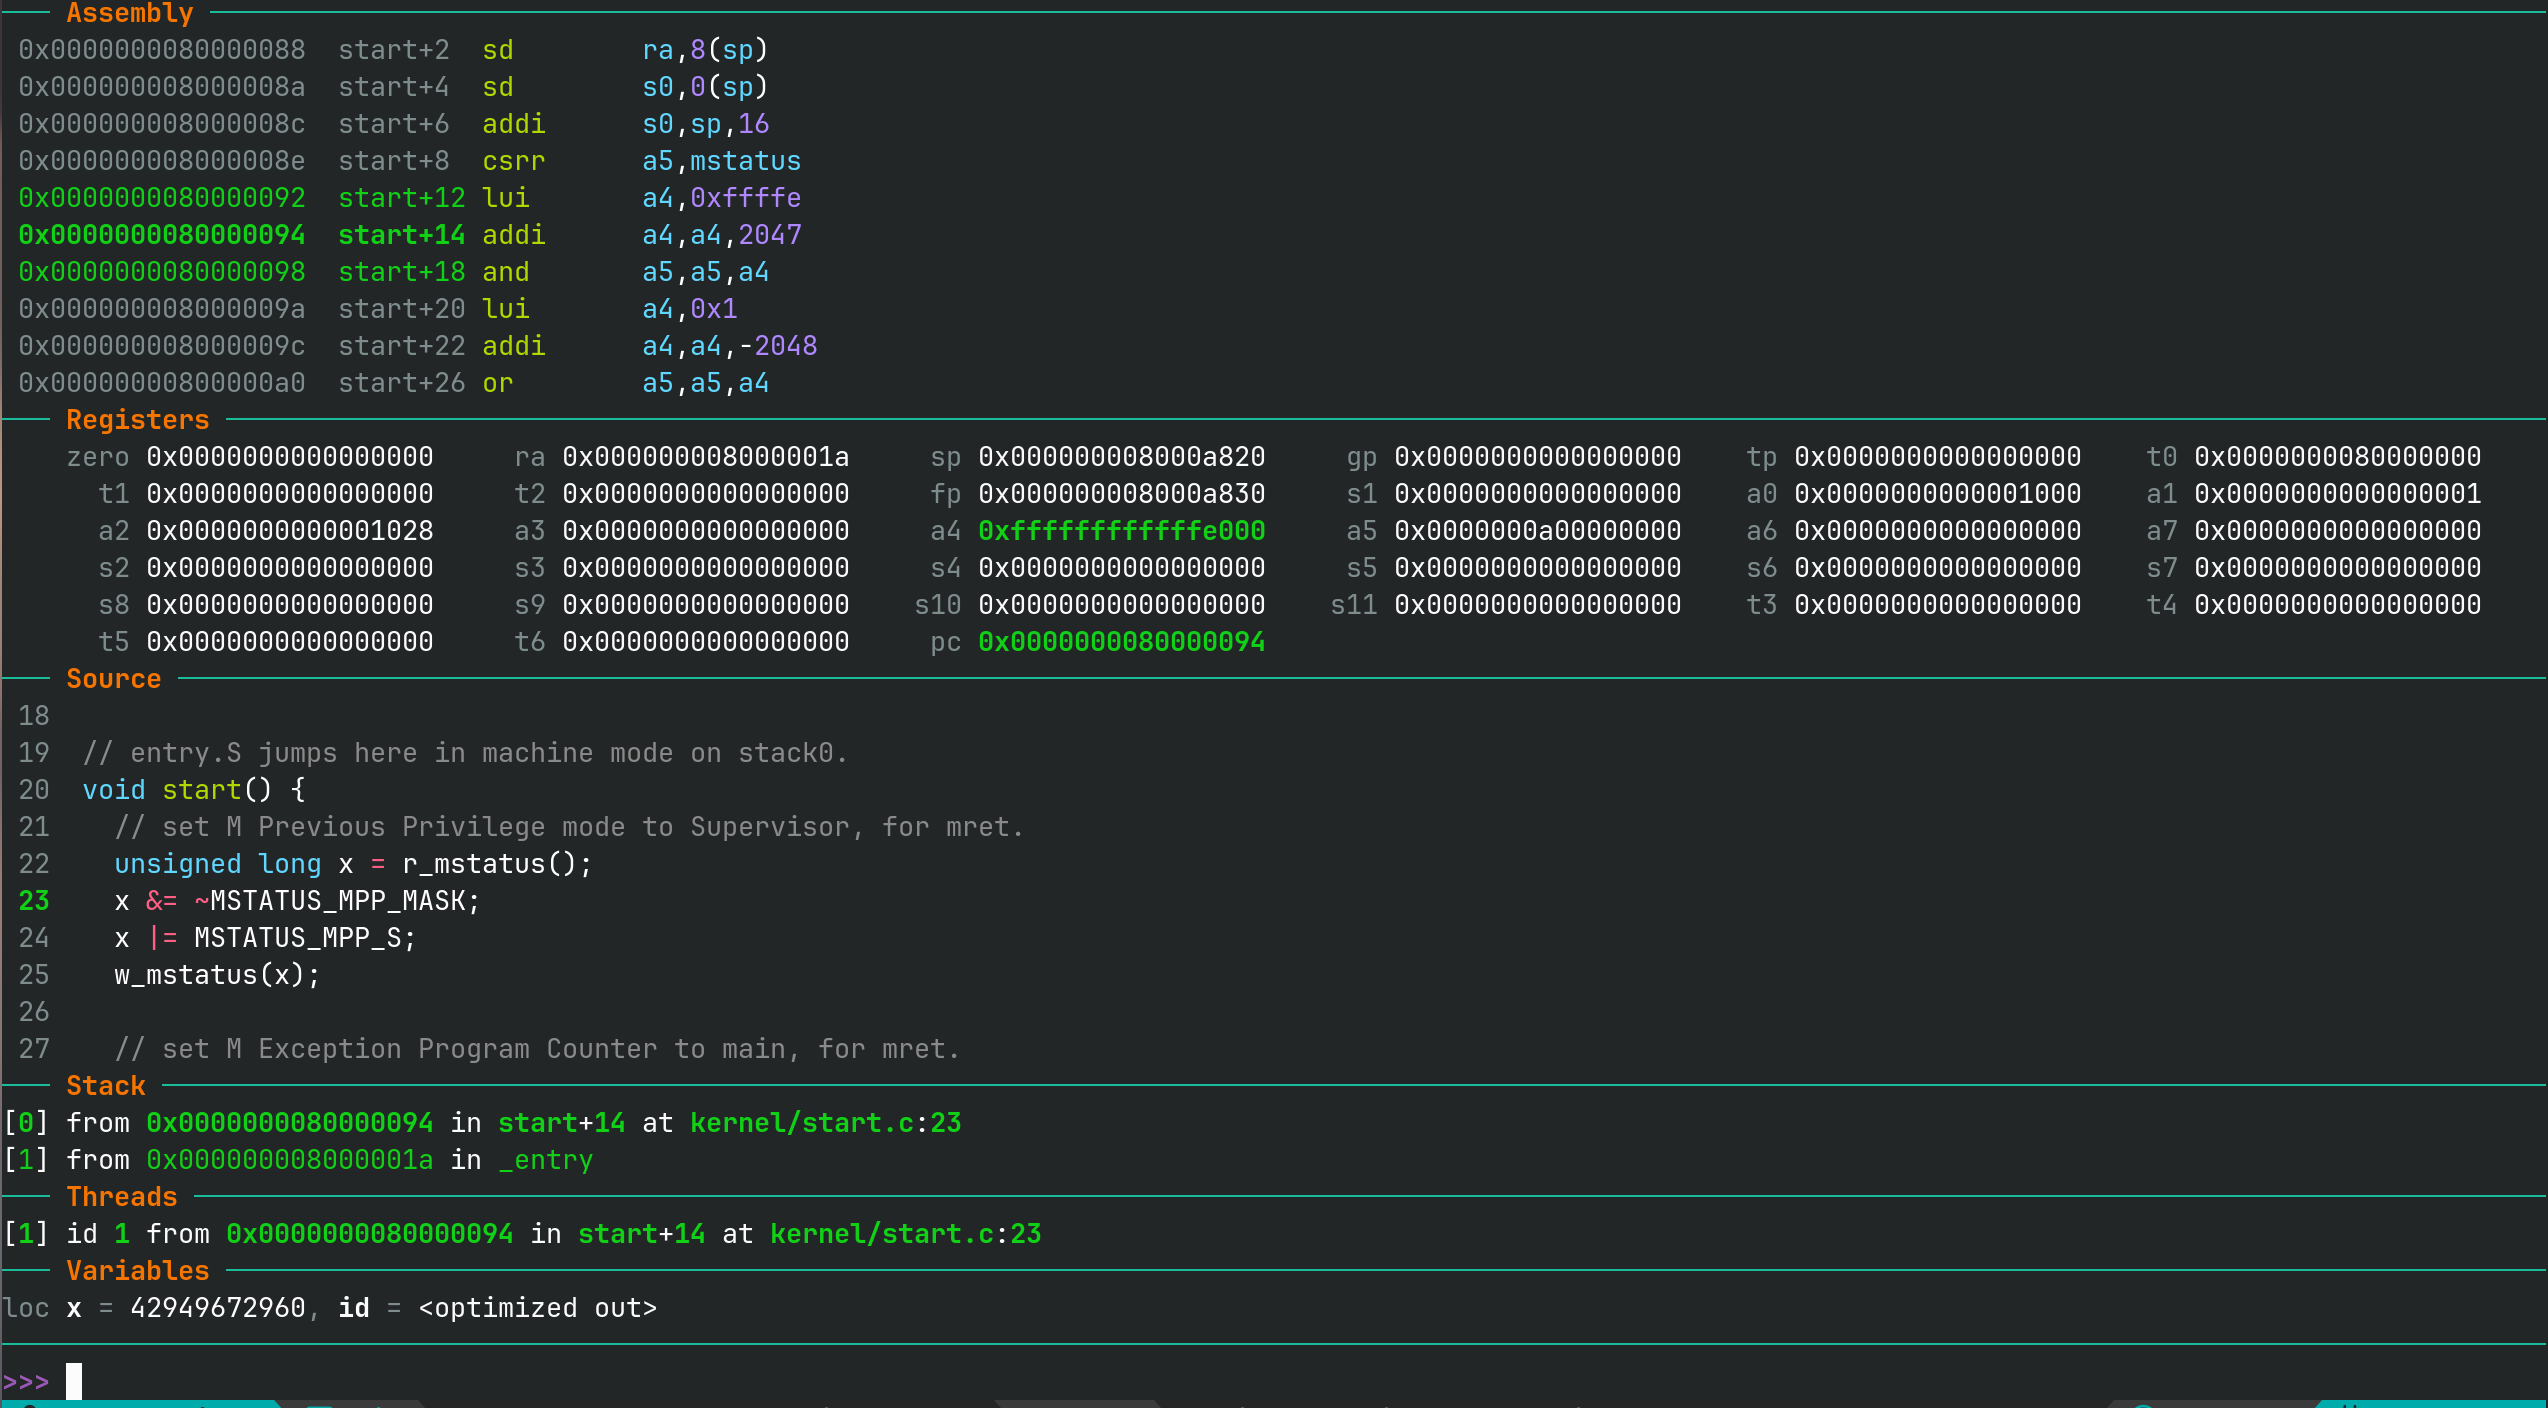 Assembly
0x0000000080000088  start+2  sd        ra,8(sp)
0x000000008000008a  start+4  sd        s0,0(sp)
0x000000008000008c  start+6  addi      s0,sp,16
0x000000008000008e  start+8  csrr      a5,mstatus
0x0000000080000092  start+12 lui       a4,0xffffe
0x0000000080000094  start+14 addi      a4,a4,2047
0x0000000080000098  start+18 and       a5,a5,a4
0x000000008000009a  start+20 lui       a4,0x1
0x000000008000009c  start+22 addi      a4,a4,-2048
0x00000000800000a0  start+26 or        a5,a5,a4
Registers
zero 0x0000000000000000     ra 0x000000008000001a     sp 0x000000008000a820     gp 0x0000000000000000    tp 0x0000000000000000    t0 0x0000000080000000
t1 0x0000000000000000     t2 0x0000000000000000     fp 0x000000008000a830     s1 0x0000000000000000    a0 0x0000000000001000    a1 0x0000000000000001
a2 0x0000000000001028     a3 0x0000000000000000     a4 0xffffffffffffe000     a5 0x0000000a00000000    a6 0x0000000000000000    a7 0x0000000000000000
s2 0x0000000000000000     s3 0x0000000000000000     s4 0x0000000000000000     s5 0x0000000000000000    s6 0x0000000000000000    s7 0x0000000000000000
s8 0x0000000000000000     s9 0x0000000000000000    s10 0x0000000000000000    s11 0x0000000000000000    t3 0x0000000000000000    t4 0x0000000000000000
t5 0x0000000000000000     t6 0x0000000000000000     pc 0x0000000080000094
Source
18
19  // entry.S jumps here in machine mode on stack0.
20  void start() {
21    // set M Previous Privilege mode to Supervisor, for mret.
22    unsigned long x = r_mstatus();
23    x &= ~MSTATUS_MPP_MASK;
24    x |= MSTATUS_MPP_S;
25    w_mstatus(x);
26
27    // set M Exception Program Counter to main, for mret.
Stack
[0] from 0x0000000080000094 in start+14 at kernel/start.c:23
[1] from 0x000000008000001a in _entry
Threads
[1] id 1 from 0x0000000080000094 in start+14 at kernel/start.c:23
Variables
loc x = 42949672960, id = <optimized out>
>>>